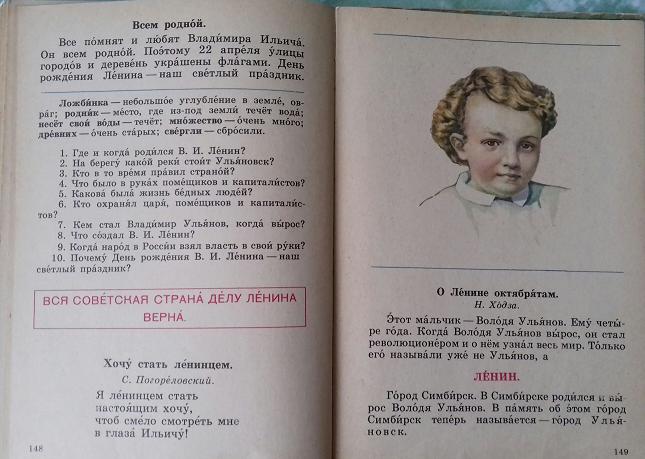 Всем родно́й.
Все по́мнят и лю́бят Влади́мира Ильича́.
Он всем родно́й. Поэ́тому 22 апре́ля у́лицы
городо́в и дереве́нь укра́шены фла́гами. День
рожде́ния Ле́нина — наш све́тлый пра́здник.
Ложби́нка — небольшо́е углубле́ние в земле́, ов-
ра́г; родни́к — ме́сто, где из-под земли́ течёт вода́;
несёт свои́ во́ды — течёт; мно́жество — о́чень мно́го;
дре́вних — о́чень ста́рых; све́ргли — сбро́сили.
1. Где и когда́ роди́лся В. И. Ле́нин?
2. На берегу́ како́й реки́ стои́т Улья́новск?
3. Кто в то вре́мя пра́вил страно́й?
4. Что бы́ло в рука́х поме́щиков и капитали́стов?
5. Какова́ была́ жизнь бе́дных люде́й?
6. Кто охраня́л царя́, поме́щиков и капитали́с-
тов?
7. Кем стал Влади́мир Улья́нов, когда́ вы́рос?
8. Что со́здал В. И. Ле́нин?
9. Когда́ наро́д в Росси́и взял власть в свои́ ру́ки?
10. Почему́ День рожде́ния В. И. Ле́нина — наш
све́тлый пра́здник?
ВСЯ СОВЕ́ТСКАЯ СТРАНА́ ДЕ́ЛУ ЛЕ́НИНА
ВЕРНА́.
Хочу́ стать ле́нинцем.
С. Погоре́ловский.
Я ле́нинцем стать
настоя́щим хочу́,
чтоб сме́ло смотре́ть мне
в глаза́ Ильичу́!
148
О Ле́нине октября́там.
Н. Хо́дза.
Э́тот ма́льчик — Воло́дя Улья́нов. Ему́ четы́-
ре го́да. Когда́ Воло́дя Улья́нов вы́рос, он стал
революционе́ром и о нём узна́л весь мир. То́лько
его́ называ́ли уже́ не Улья́нов, а
ЛЕ́НИН.
Го́род Симби́рск. В Симби́рске роди́лся и вы́-
рос Воло́дя Улья́нов. В па́мять об э́том го́род
Симби́рск тепе́рь называ́ется — го́род Улья́-
новск.
149